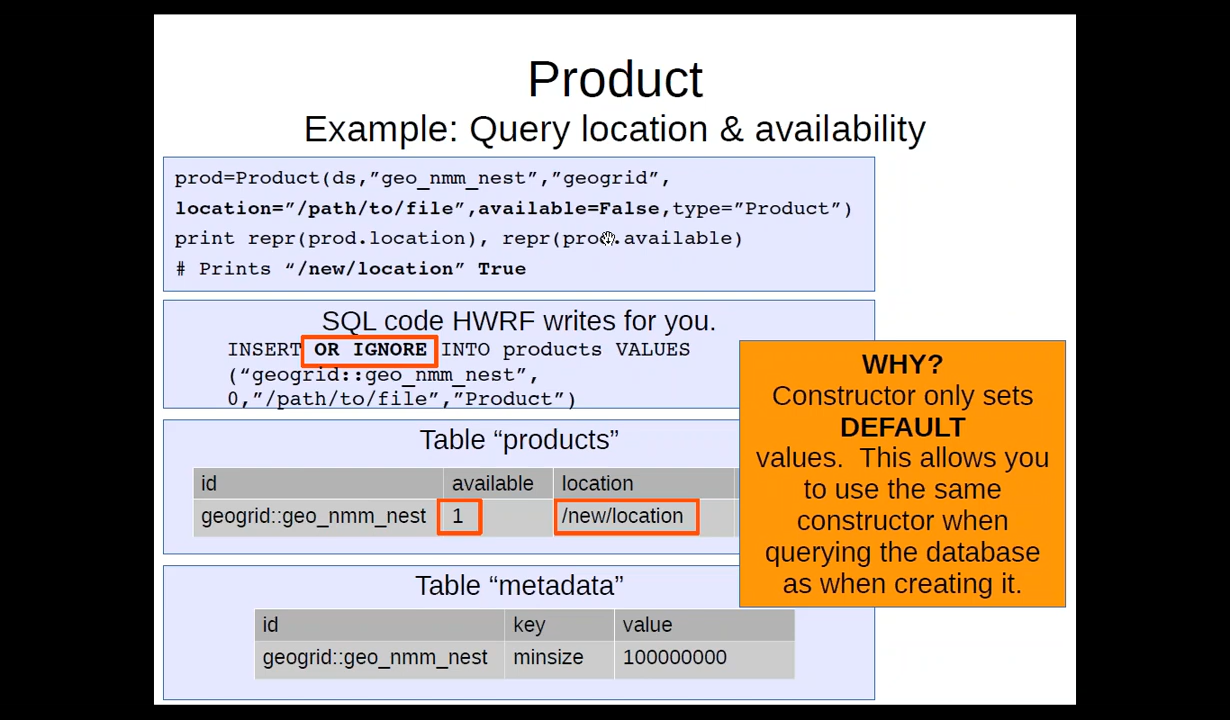 Product
Example: Query location & availability
prod=Product(ds,”geo_nmm_nest”,”geogrid”,
location=”/path/to/file”,available=False,type=”Product”)
print repr(prod.location), repr(prod.available)
# Prints “/new/location” True
SQL code HWRF writes for you.
INSERT OR IGNORE INTO products VALUES
(“geogrid::geo_nmm_nest”,
0,”/path/to/file”,”Product”)
WHY?
Constructor only sets
DEFAULT
values. This allows you
to use the same
constructor when
querying the database
as when creating it.
Table “products”
id available location
geogrid::geo_nmm_nest 1 /new/location
Table “metadata”
id key value
geogrid::geo_nmm_nest minsize 100000000